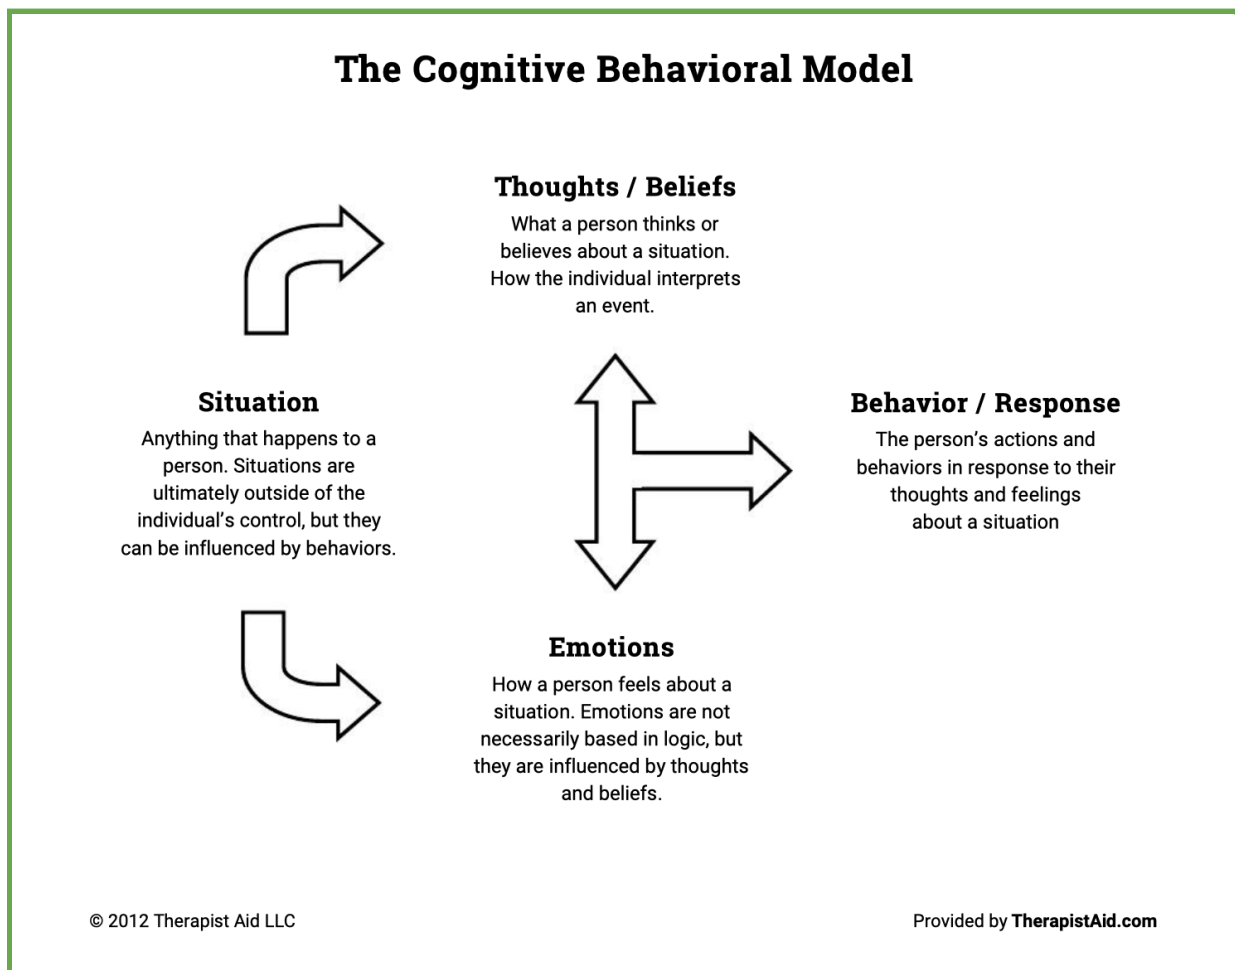 The Cognitive Behavioral Model
Thoughts / Beliefs
What a person thinks or
believes about a situation.
How the individual interprets
an event.
Situation
Anything that happens to a
person. Situations are
ultimately outside of the
individual's control, but they
can be influenced by behaviors.
Behavior / Response
The person's actions and
behaviors in response to their
thoughts and feelings
about a situation
Emotions
How a person feels about a
situation. Emotions are not
necessarily based in logic, but
they are influenced by thoughts
and beliefs.
© 2012 Therapist Aid LLC
Provided by TherapistAid.com